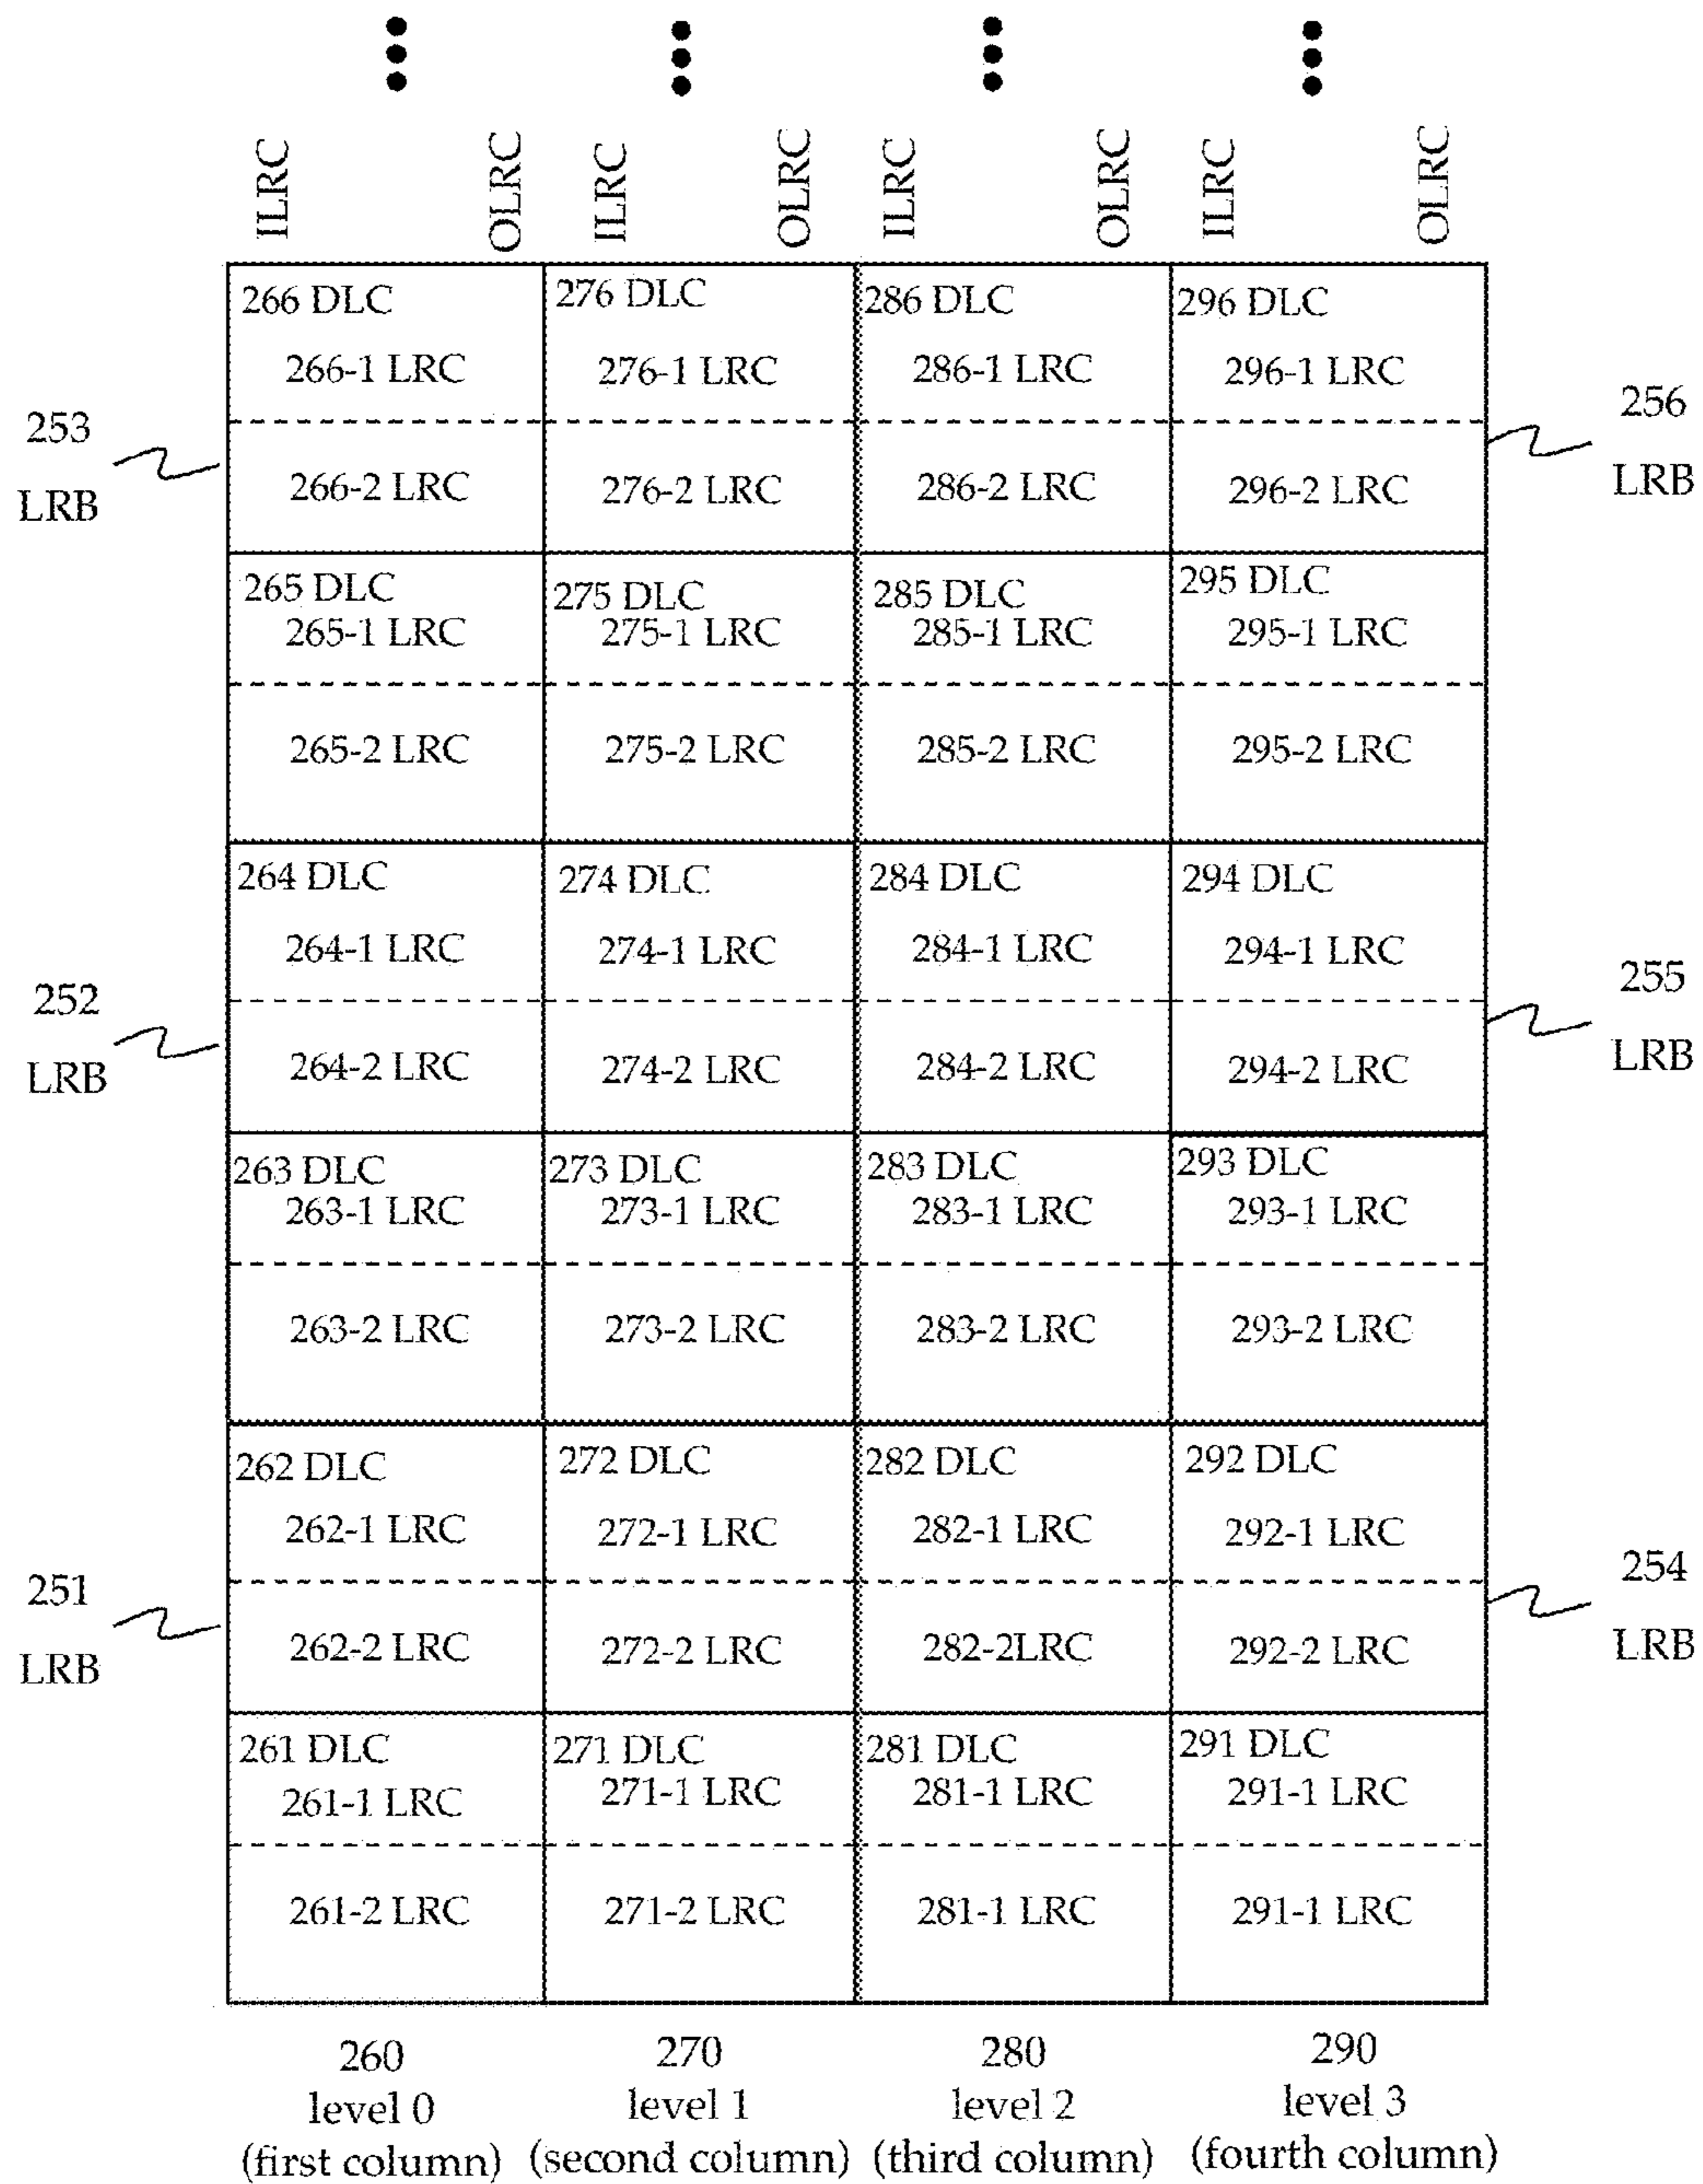 ILRC OLRC ILRC OLRC ILRC OLRC ILRC OLRC
266 DLC 276 DLC 286 DLC 296 DLC
266-1 LRC 276-1 LRC 286-1 LRC 296-1 LRC
253 LRB
256 LRB
266-2 LRC 276-2 LRC 286-2 LRC 296-2 LRC
265 DLC 275 DLC 285 DLC 295 DLC
265-1 LRC 275-1 LRC 285-1 LRC 295-1 LRC
265-2 LRC 275-2 LRC 285-2 LRC 295-2 LRC
264 DLC 274 DLC 284 DLC 294 DLC
264-1 LRC 274-1 LRC 284-1 LRC 294-1 LRC
252 LRB
255 LRB
264-2 LRC 274-2 LRC 284-2 LRC 294-2 LRC
263 DLC 273 DLC 283 DLC 293 DLC
263-1 LRC 273-1 LRC 283-1 LRC 293-1 LRC
263-2 LRC 273-2 LRC 283-2 LRC 293-2 LRC
262 DLC 272 DLC 282 DLC 292 DLC
262-1 LRC 272-1 LRC 282-1 LRC 292-1 LRC
251 LRB
254 LRB
262-2 LRC 272-2 LRC 282-2LRC 292-2 LRC
261 DLC 271 DLC 281 DLC 291 DLC
261-1 LRC 271-1 LRC 281-1 LRC 291-1 LRC
261-2 LRC 271-2 LRC 281-1 LRC 291-1 LRC
260 270 280 290
level 0 level 1 level 2 level 3
(first column) (second column) (third column) (fourth column)